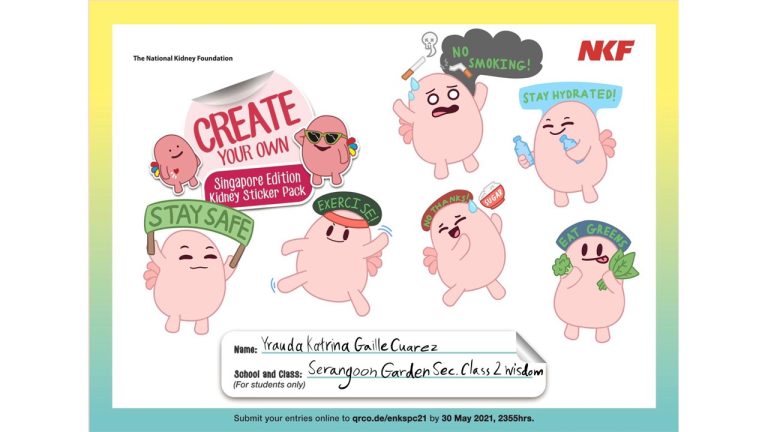 The National Kidney Foundation
NKF
CREATE
YOUR OWN
Singapore Edition
Kidney Sticker Pack
NO
SMOKING!
STAY HYDRATED!
STAY SAFE
EXERCISE!
NO THANKS!
SUGAR
EAT GREENS
Name: Yrauda Katrina Gaille Cuarez
School and Class: Serangoon Garden Sec. Class 2 Wisdom
(For students only)
Submit your entries online to qrco.de/enkspc21 by 30 May 2021, 2355hrs.